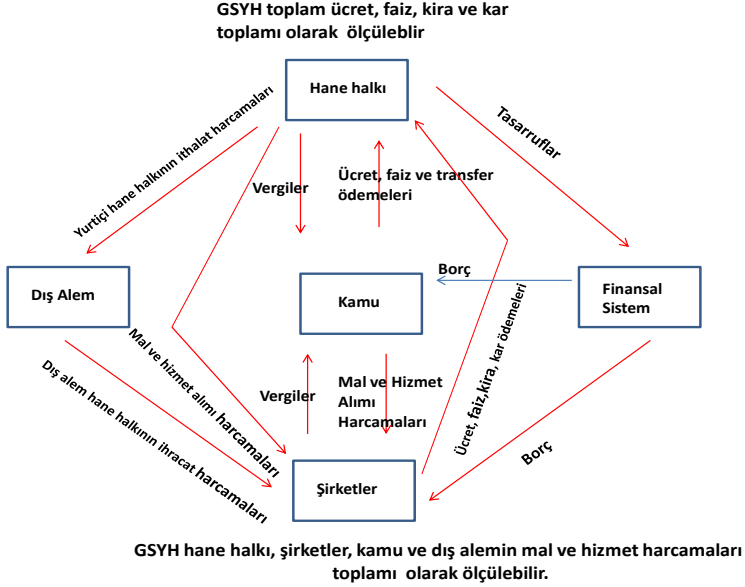 GSYH toplam ücret, faiz, kira ve kar
toplamı olarak ölçüleblir
Hane halkı
Tasarruflar
Yurtiçi hane halkının ithalat harcamaları
Vergiler
Ücret, faiz ve transfer
ödemeleri
Borç
Dış Alem
Kamu
Finansal
Sistem
Mal ve hizmet alımı harcamaları
Dış alem hane halkının ihracat harcamaları
Vergiler
Mal ve Hizmet
Alımı
Harcamaları
Ücret, faiz,kira, kar ödemeleri
Borç
Şirketler
GSYH hane halkı, şirketler, kamu ve dış alemin mal ve hizmet harcamaları
toplamı olarak ölçülebilir.